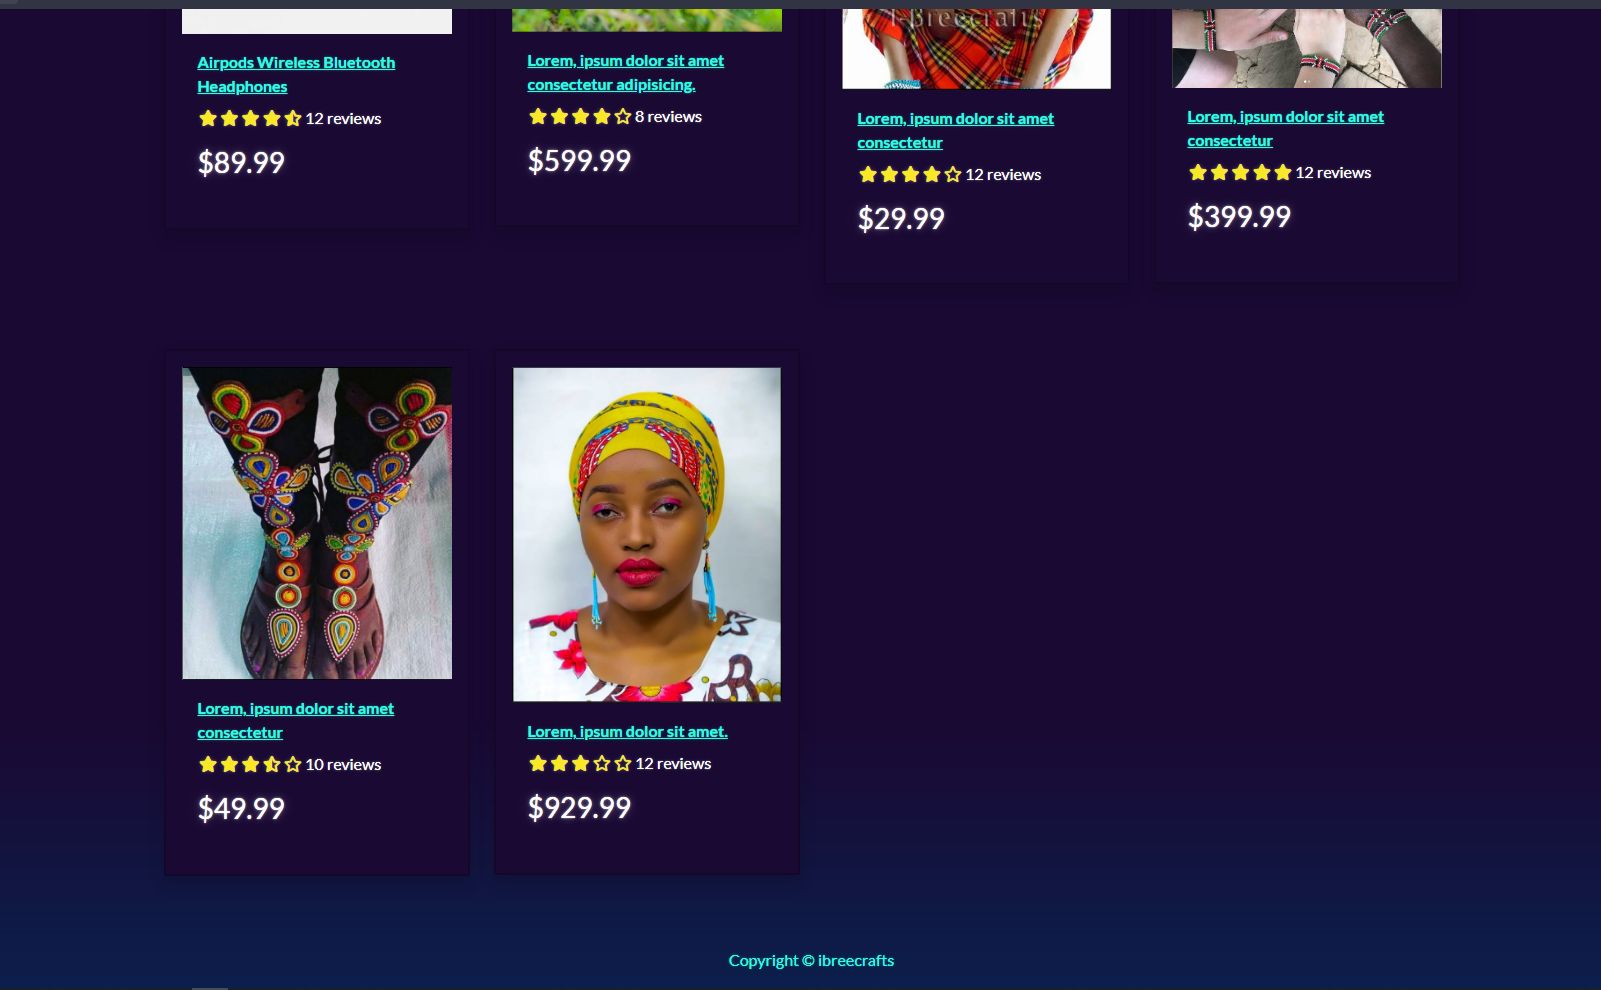 i-Breecrafts
Airpods Wireless Bluetooth
Headphones
12 reviews
$89.99
Lorem, ipsum dolor sit amet
consectetur adipisicing.
8 reviews
$599.99
Lorem, ipsum dolor sit amet
consectetur
12 reviews
$29.99
Lorem, ipsum dolor sit amet
consectetur
12 reviews
$399.99
Lorem, ipsum dolor sit amet
consectetur
10 reviews
$49.99
Lorem, ipsum dolor sit amet.
12 reviews
$929.99
Copyright © ibreecrafts